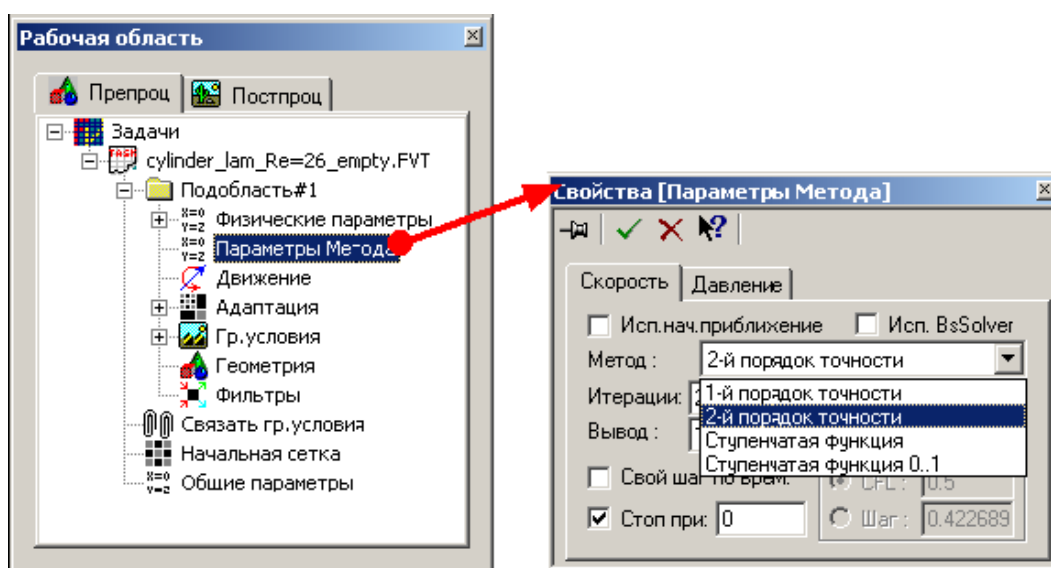 Рабочая область
Препроц Постпроц
Задачи
cylinder_lam_Re=26_empty.FVT
Подобласть#1
Физические параметры
Параметры Метода
Движение
Адаптация
Гр.условия
Геометрия
Фильтры
Связать гр.условия
Начальная сетка
Общие параметры
Свойства [Параметры Метода]
Скорость Давление
Исп.нач.приближение Исп. BsSolver
Метод : 2-й порядок точности
Итерации: 1-й порядок точности
2-й порядок точности
Вывод : Ступенчатая функция
Ступенчатая функция 0..1
Свой шаг по врем. CFL : 0.5
Стоп при: 0 Шаг : 0.422689